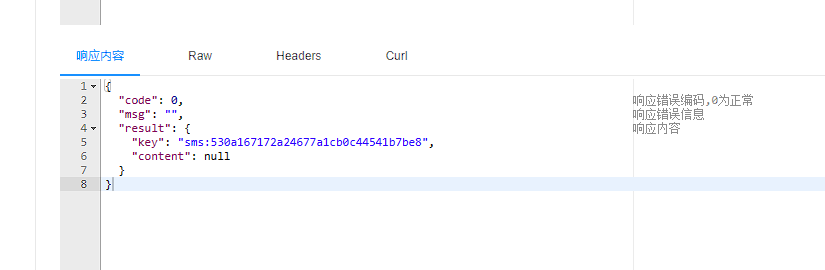 响应内容 Raw Headers Curl
1 {
2 "code": 0, 响应错误编码,0为正常
3 "msg": "", 响应错误信息
4 "result": { 响应内容
5 "key": "sms:530a167172a24677a1cb0c44541b7be8",
6 "content": null
7 }
8 }